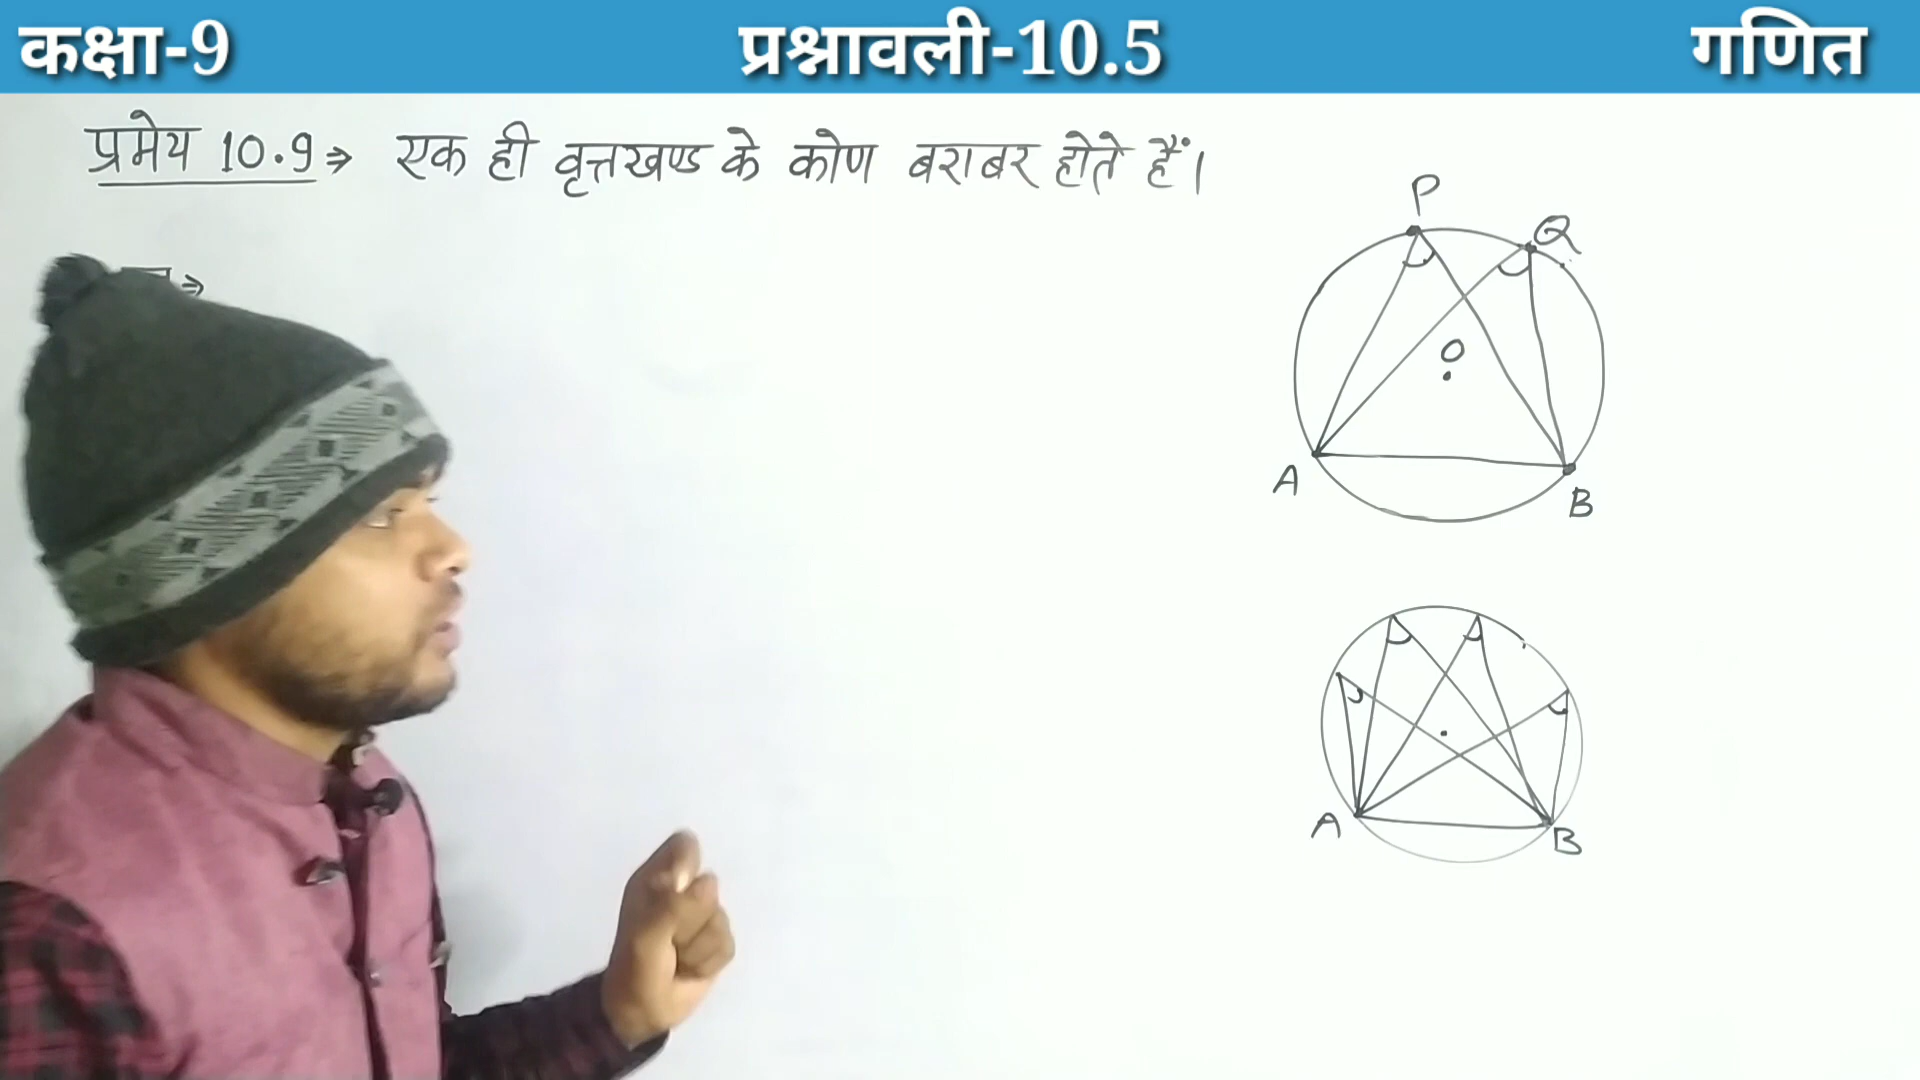 कक्षा-9 प्रश्नावली-10.5 गणित
प्रमेय 10.9⇒ एक ही वृत्तखण्ड के कोण बराबर होते हैं।
P
Q
O
A
B
A
B